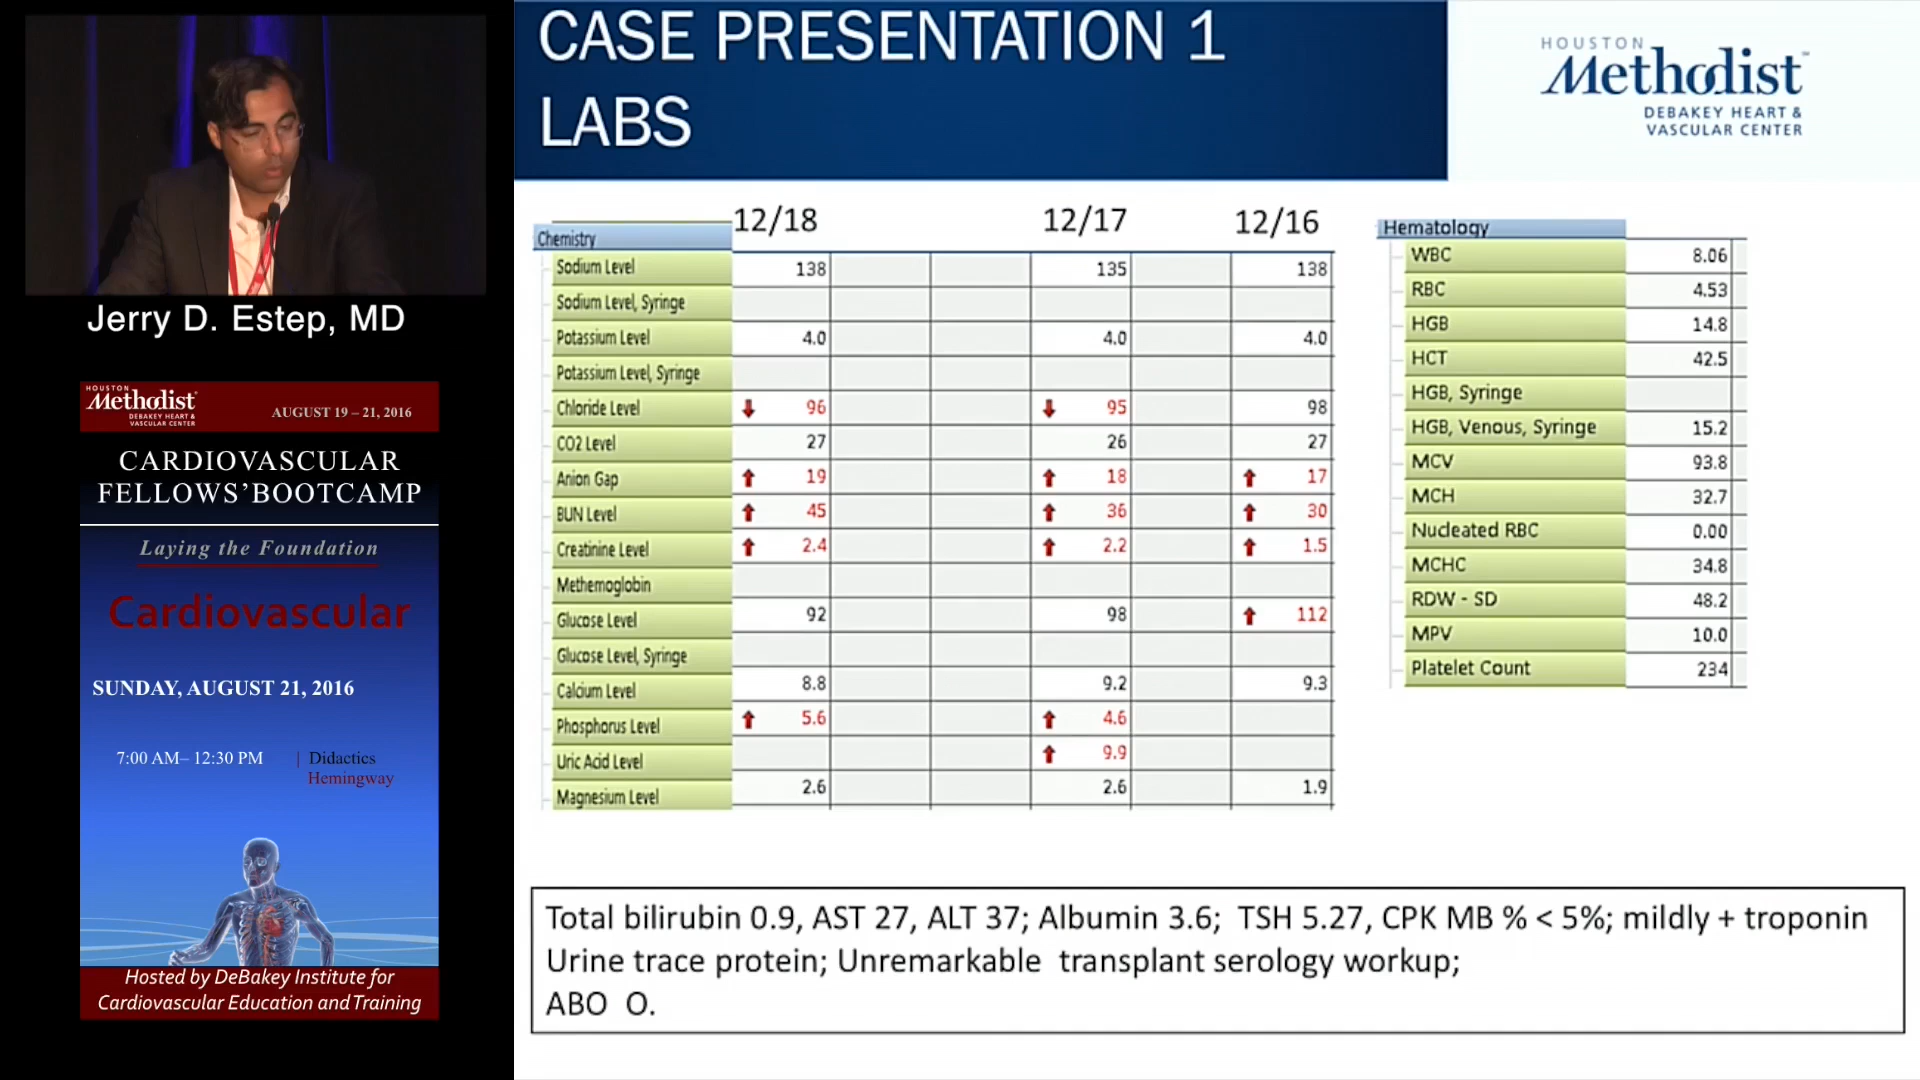 Jerry D. Estep, MD
HOUSTON
Methodist
DEBAKEY HEART &
VASCULAR CENTER
AUGUST 19 – 21, 2016
CARDIOVASCULAR
FELLOWS’BOOTCAMP
Laying the Foundation
Cardiovascular
SUNDAY, AUGUST 21, 2016
7:00 AM– 12:30 PM | Didactics
Hemingway
Hosted by DeBakey Institute for
Cardiovascular Education and Training
CASE PRESENTATION 1
LABS
HOUSTON
Methodist™
DEBAKEY HEART &
VASCULAR CENTER
Chemistry 12/18 12/17 12/16
Sodium Level 138 135 138
Sodium Level, Syringe
Potassium Level 4.0 4.0 4.0
Potassium Level, Syringe
Chloride Level 96 95 98
CO2 Level 27 26 27
Anion Gap 19 18 17
BUN Level 45 36 30
Creatinine Level 2.4 2.2 1.5
Methemoglobin
Glucose Level 92 98 112
Glucose Level, Syringe
Calcium Level 8.8 9.2 9.3
Phosphorus Level 5.6 4.6
Uric Acid Level 9.9
Magnesium Level 2.6 2.6 1.9
Hematology
WBC 8.06
RBC 4.53
HGB 14.8
HCT 42.5
HGB, Syringe
HGB, Venous, Syringe 15.2
MCV 93.8
MCH 32.7
Nucleated RBC 0.00
MCHC 34.8
RDW - SD 48.2
MPV 10.0
Platelet Count 234
Total bilirubin 0.9, AST 27, ALT 37; Albumin 3.6; TSH 5.27, CPK MB % < 5%; mildly + troponin
Urine trace protein; Unremarkable transplant serology workup;
ABO O.